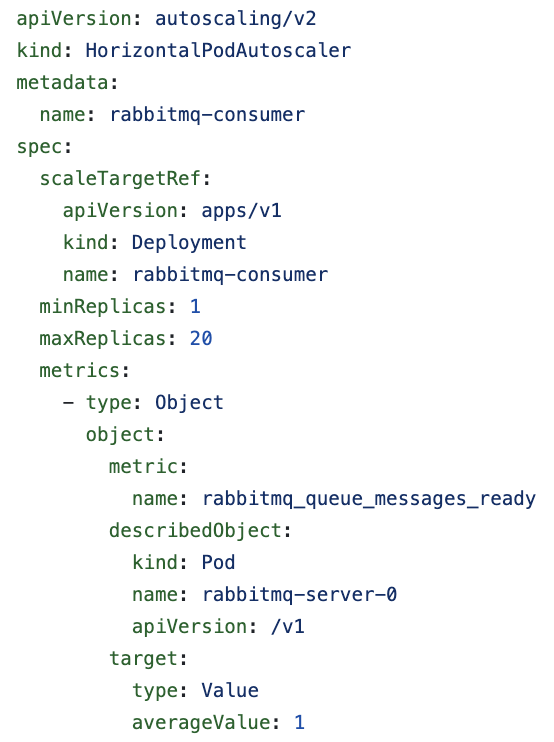 apiVersion: autoscaling/v2
kind: HorizontalPodAutoscaler
metadata:
  name: rabbitmq-consumer
spec:
  scaleTargetRef:
    apiVersion: apps/v1
    kind: Deployment
    name: rabbitmq-consumer
  minReplicas: 1
  maxReplicas: 20
  metrics:
    - type: Object
      object:
        metric:
          name: rabbitmq_queue_messages_ready
        describedObject:
          kind: Pod
          name: rabbitmq-server-0
          apiVersion: /v1
        target:
          type: Value
          averageValue: 1